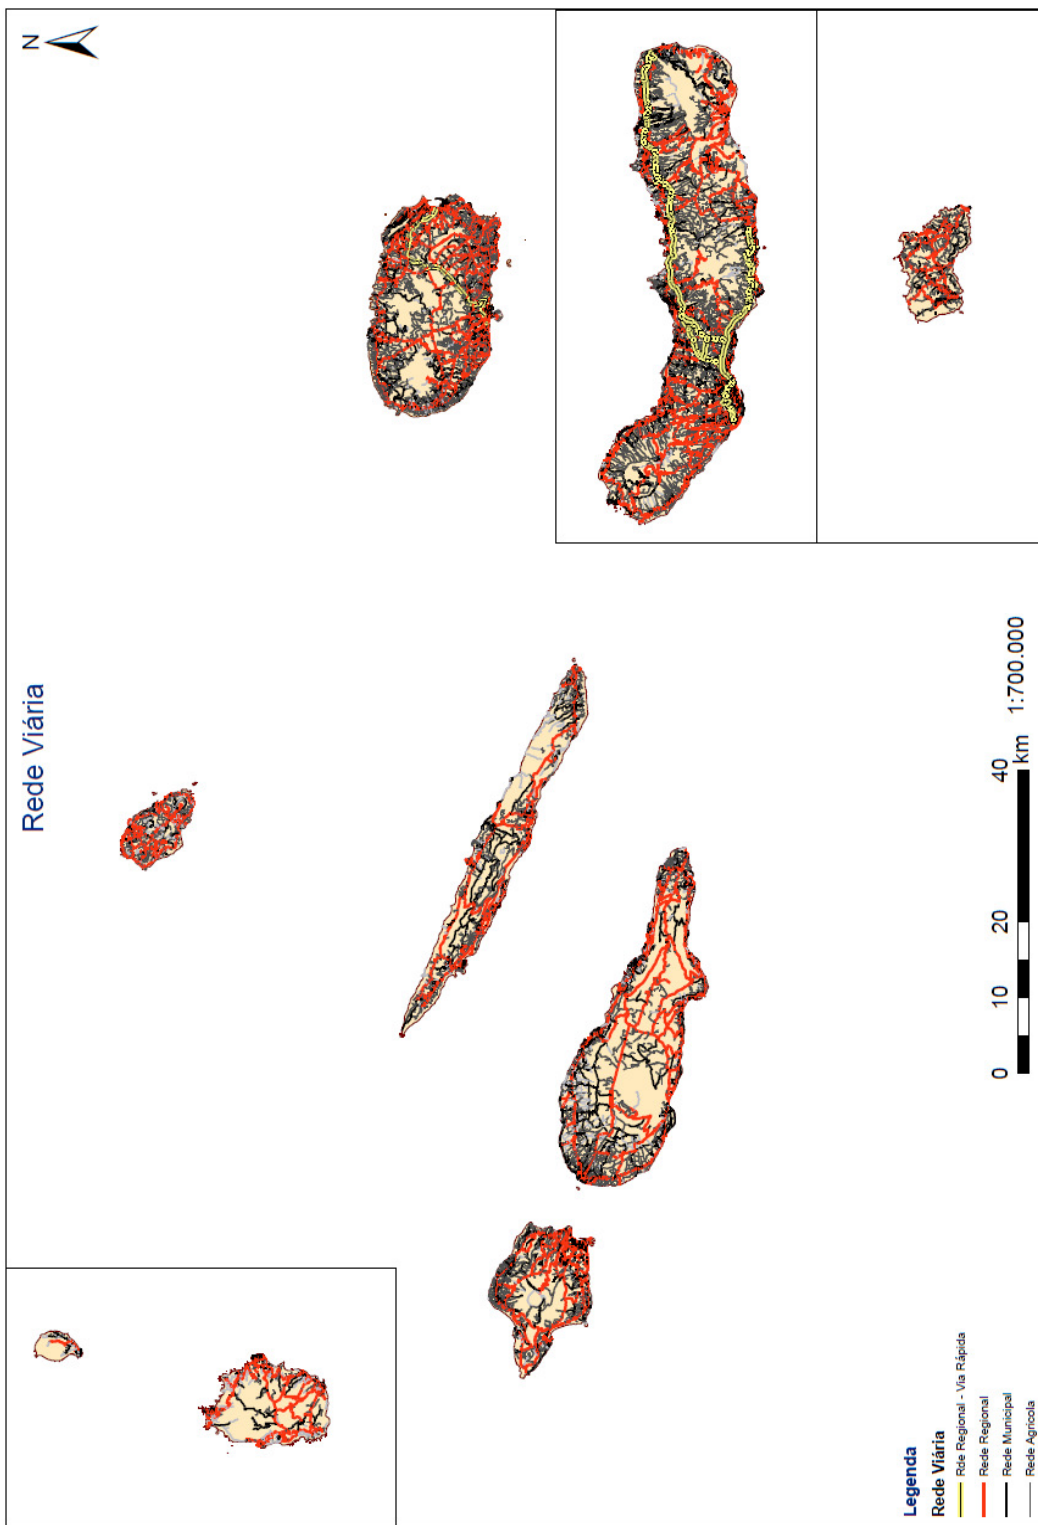 Rede Viária
N
0 10 20 40
km
1:700.000
Legenda
Rede Viária
Rde Regional - Via Rápida
Rede Regional
Rede Municipal
Rede Agrícola